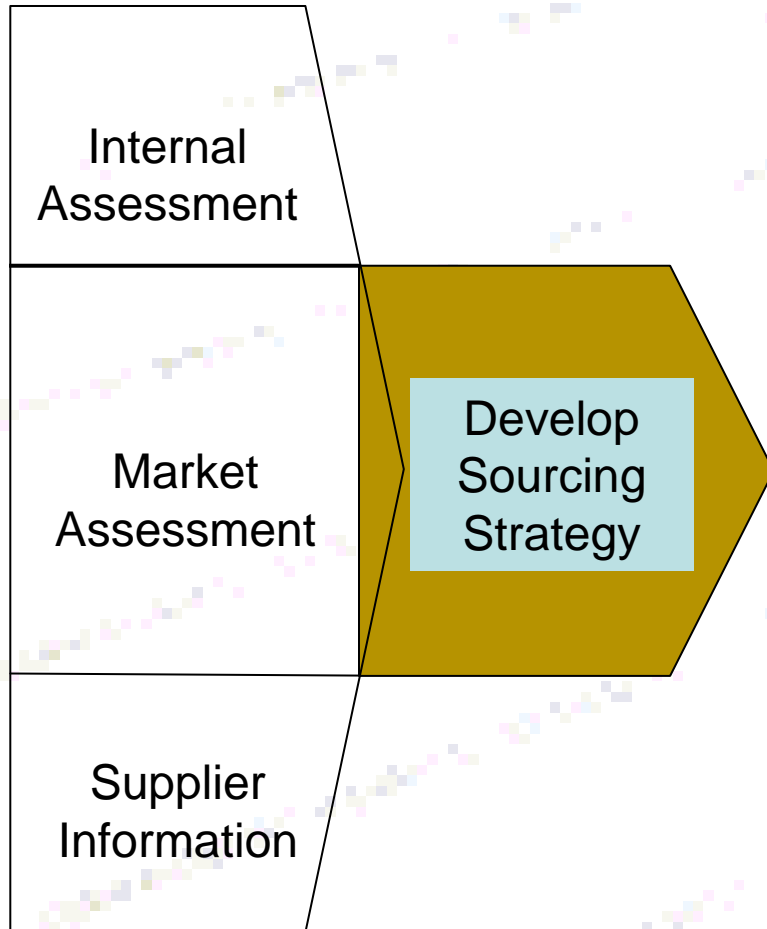 Internal
Assessment
Market
Assessment
Develop
Sourcing
Strategy
Supplier
Information